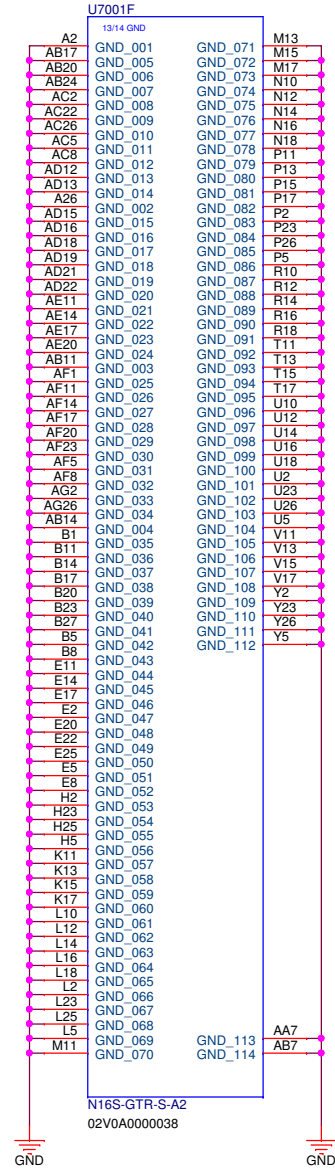 U7001F
13/14 GND
A2 GND_001 GND_071 M13
AB17 GND_005 GND_072 M15
AB20 GND_006 GND_073 M17
AB24 GND_007 GND_074 N10
AC2 GND_008 GND_075 N12
AC22 GND_009 GND_076 N14
AC26 GND_010 GND_077 N16
AC5 GND_011 GND_078 N18
AC8 GND_012 GND_079 P11
AD12 GND_013 GND_080 P13
AD13 GND_014 GND_081 P15
A26 GND_002 GND_082 P17
AD15 GND_015 GND_083 P2
AD16 GND_016 GND_084 P23
AD18 GND_017 GND_085 P26
AD19 GND_018 GND_086 P5
AD21 GND_019 GND_087 R10
AD22 GND_020 GND_088 R12
AE11 GND_021 GND_089 R14
AE14 GND_022 GND_090 R16
AE17 GND_023 GND_091 R18
AE20 GND_024 GND_092 T11
AB11 GND_003 GND_093 T13
AF1 GND_025 GND_094 T15
AF11 GND_026 GND_095 T17
AF14 GND_027 GND_096 U10
AF17 GND_028 GND_097 U12
AF20 GND_029 GND_098 U14
AF23 GND_030 GND_099 U16
AF5 GND_031 GND_100 U18
AF8 GND_032 GND_101 U2
AG2 GND_033 GND_102 U23
AG26 GND_034 GND_103 U26
AB14 GND_004 GND_104 U5
B1 GND_035 GND_105 V11
B11 GND_036 GND_106 V13
B14 GND_037 GND_107 V15
B17 GND_038 GND_108 V17
B20 GND_039 GND_109 Y2
B23 GND_040 GND_110 Y23
B27 GND_041 GND_111 Y26
B5 GND_042 GND_112 Y5
B8 GND_043
E11 GND_044
E14 GND_045
E17 GND_046
E2 GND_047
E20 GND_048
E22 GND_049
E25 GND_050
E5 GND_051
E8 GND_052
H2 GND_053
H23 GND_054
H25 GND_055
H5 GND_056
K11 GND_057
K13 GND_058
K15 GND_059
K17 GND_060
L10 GND_061
L12 GND_062
L14 GND_063
L16 GND_064
L18 GND_065
L2 GND_066
L23 GND_067
L25 GND_068
L5 GND_069 GND_113 AA7
M11 GND_070 GND_114 AB7
N16S-GTR-S-A2
02V0A0000038
GND GND